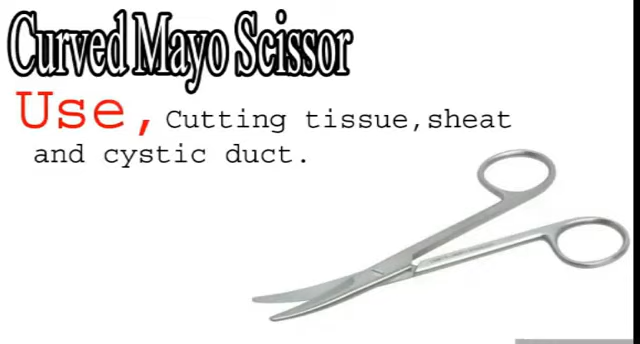 Curved Mayo Scissor
Use, Cutting tissue,sheat
and cystic duct.